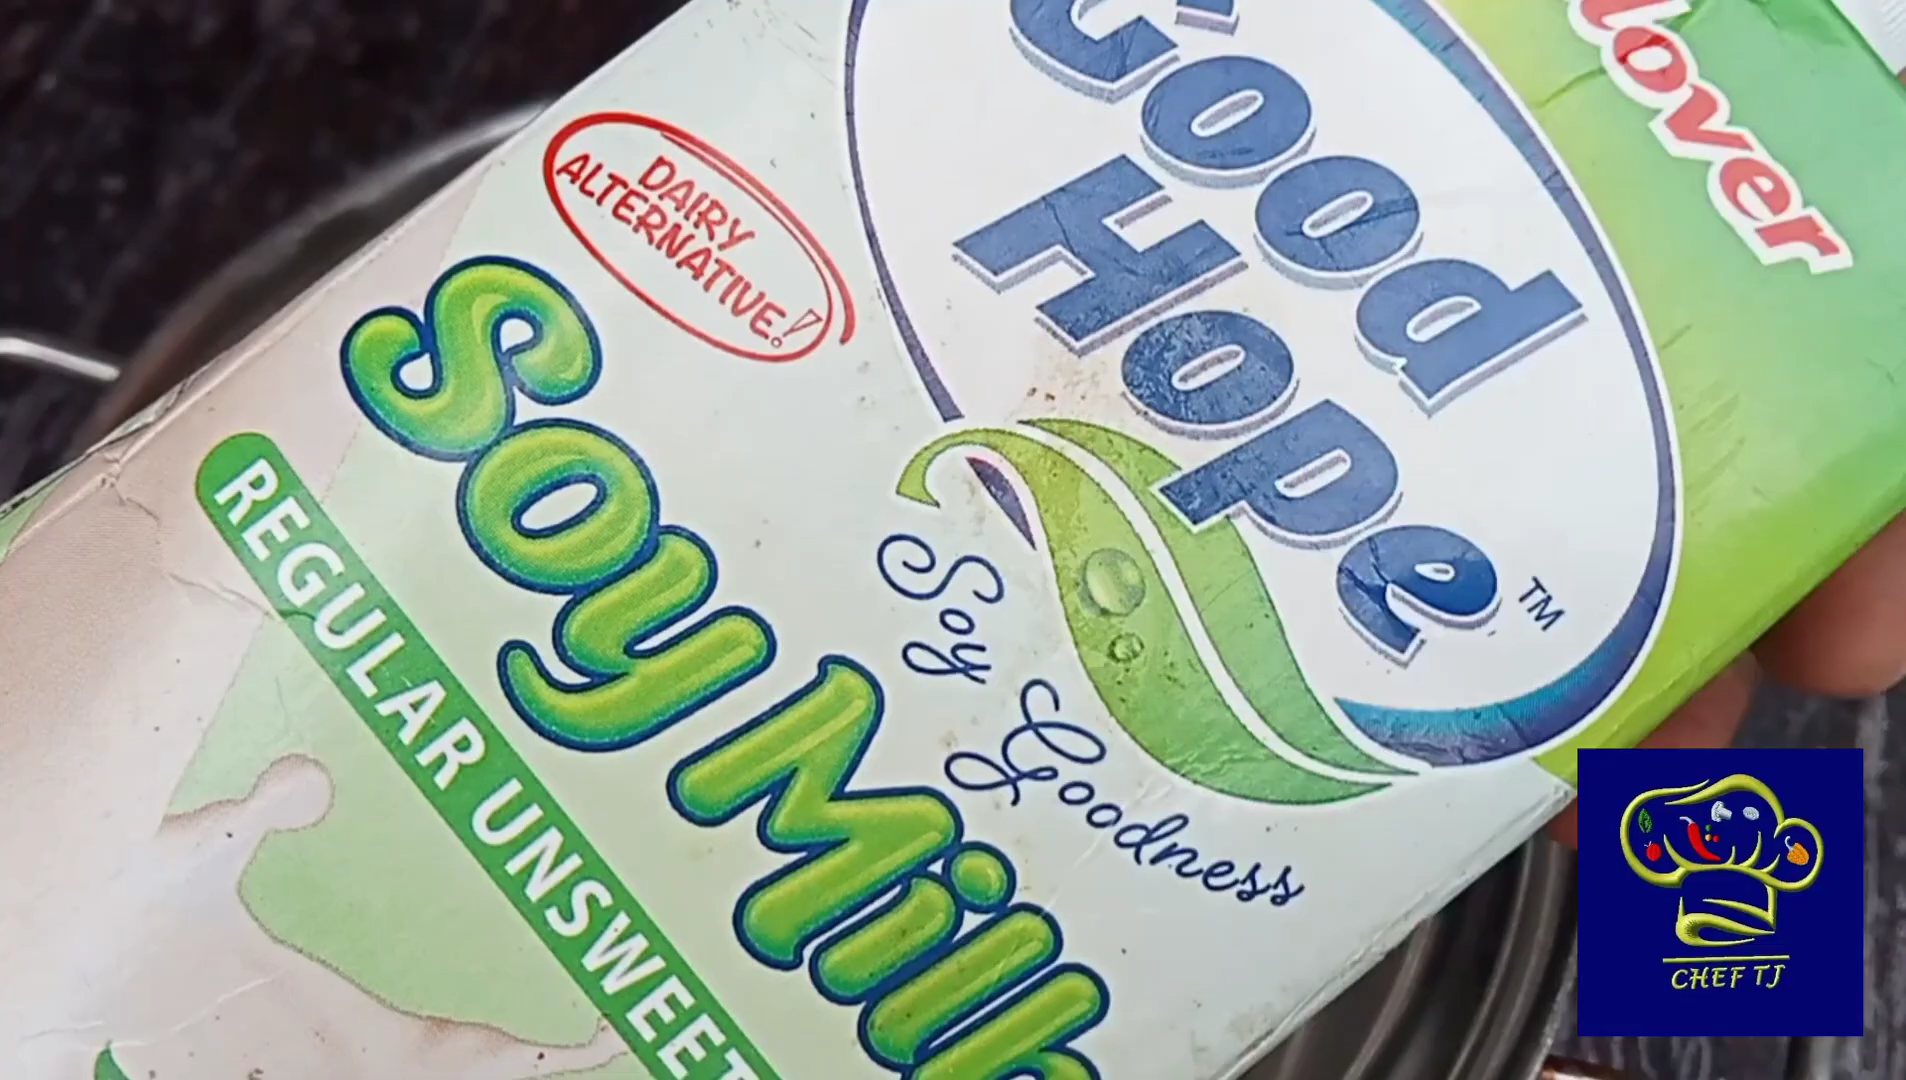 lover
Good
Hope
TM
Soy Goodness
DAIRY
ALTERNATIVE!
Soy Milk
REGULAR UNSWEET
CHEF TJ